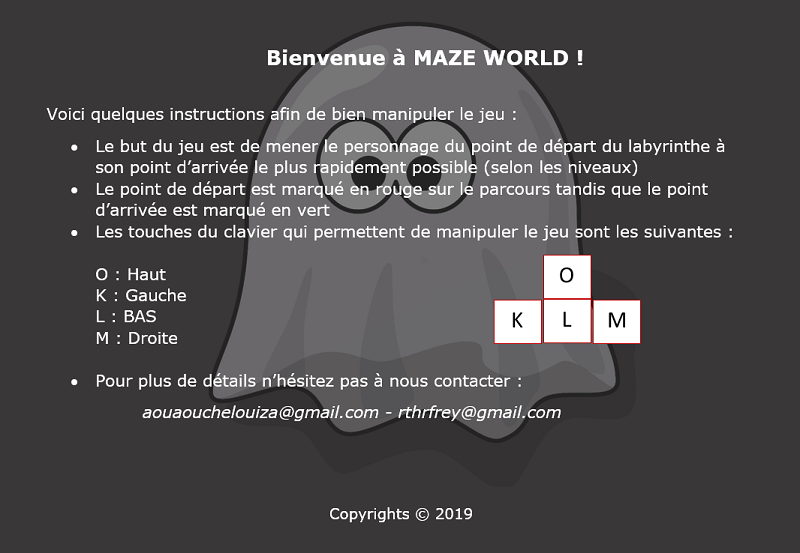 Bienvenue à MAZE WORLD !
Voici quelques instructions afin de bien manipuler le jeu :
• Le but du jeu est de mener le personnage du point de départ du labyrinthe à
son point d’arrivée le plus rapidement possible (selon les niveaux)
• Le point de départ est marqué en rouge sur le parcours tandis que le point
d’arrivée est marqué en vert
• Les touches du clavier qui permettent de manipuler le jeu sont les suivantes :
O : Haut
K : Gauche
L : BAS
M : Droite
O
K L M
• Pour plus de détails n’hésitez pas à nous contacter :
aouaouchelouiza@gmail.com - rthrfrey@gmail.com
Copyrights © 2019